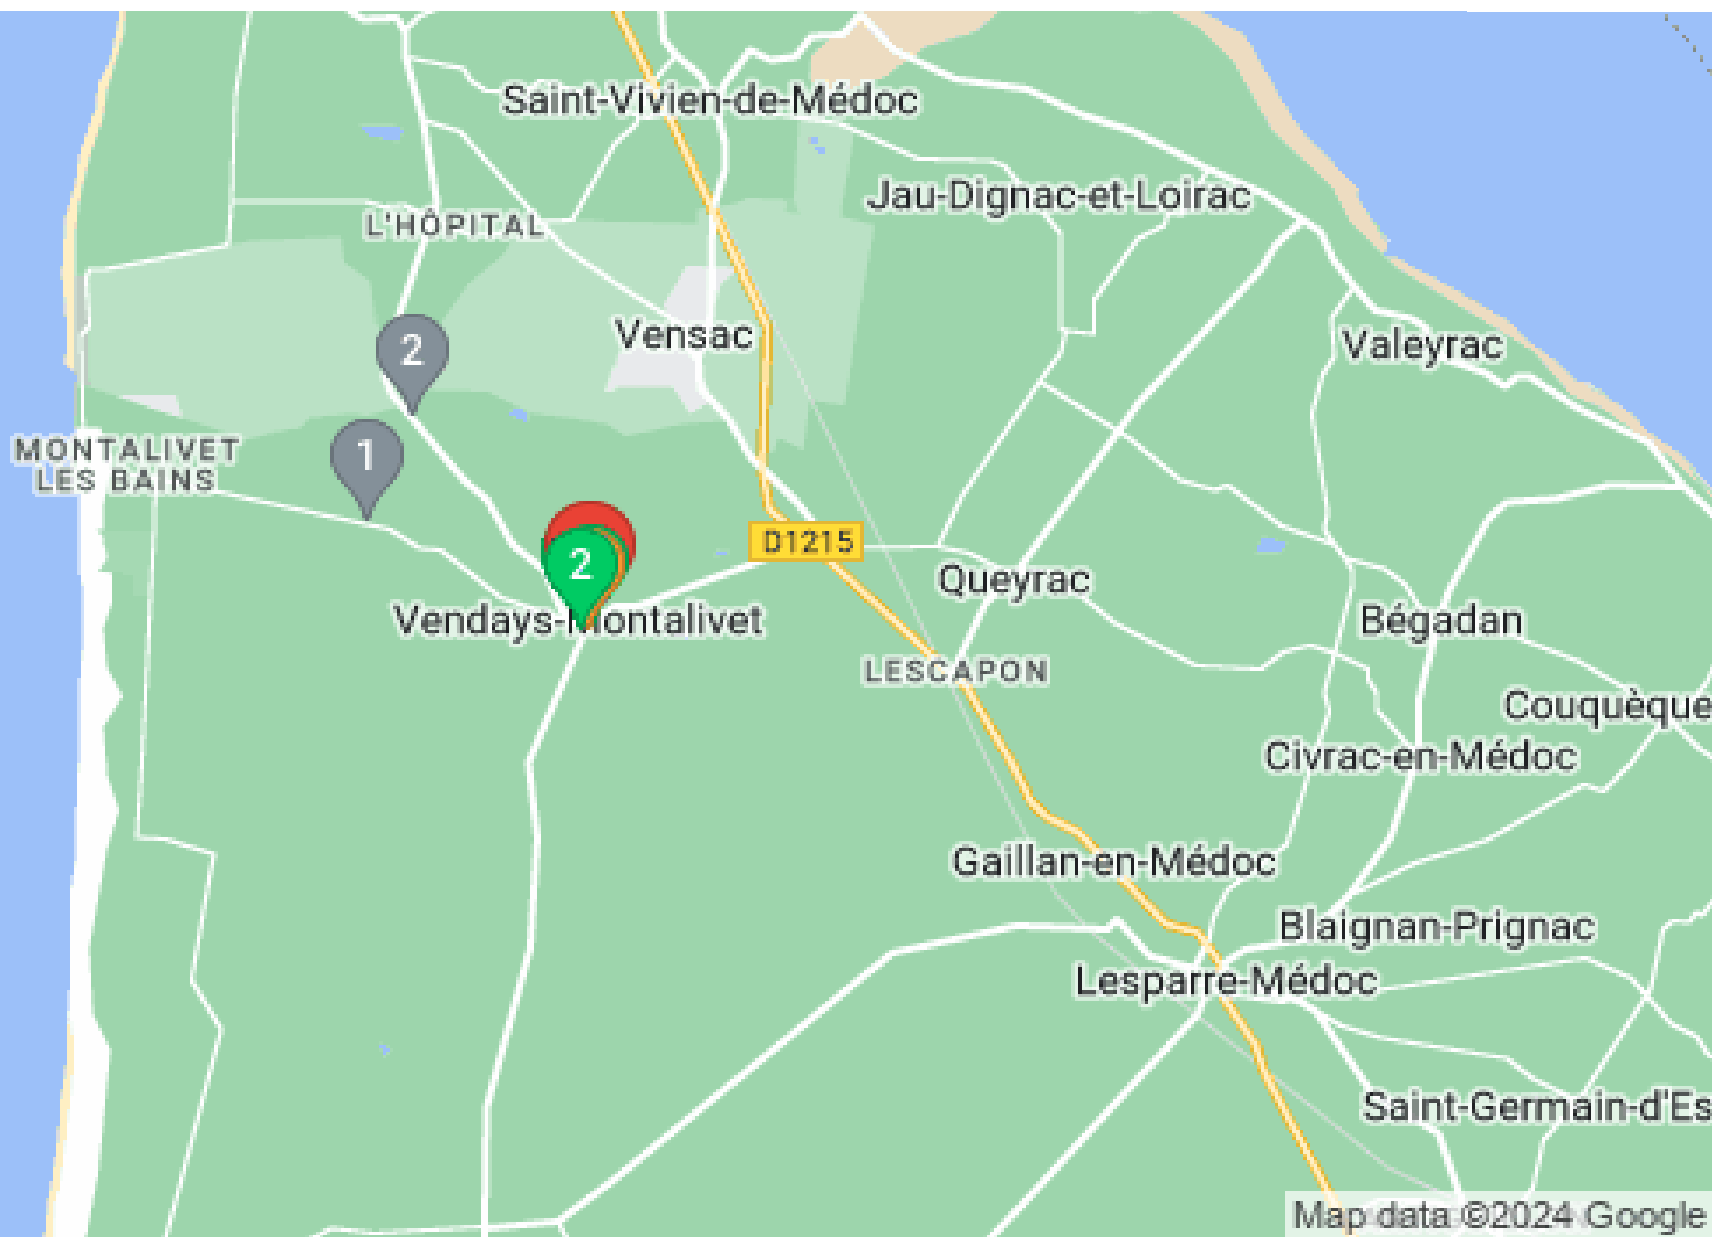 Saint-Vivien-de-Médoc
Jau-Dignac-et-Loirac
L'HÔPITAL
Vensac
Valeyrac
2
MONTALIVET
LES BAINS
1
D1215
2
Queyrac
Vendays-Montalivet
Bégadan
LESCAPON
Couquèque
Civrac-en-Médoc
Gaillan-en-Médoc
Blaignan-Prignac
Lesparre-Médoc
Saint-Germain-d'Es
Map data ©2024 Google